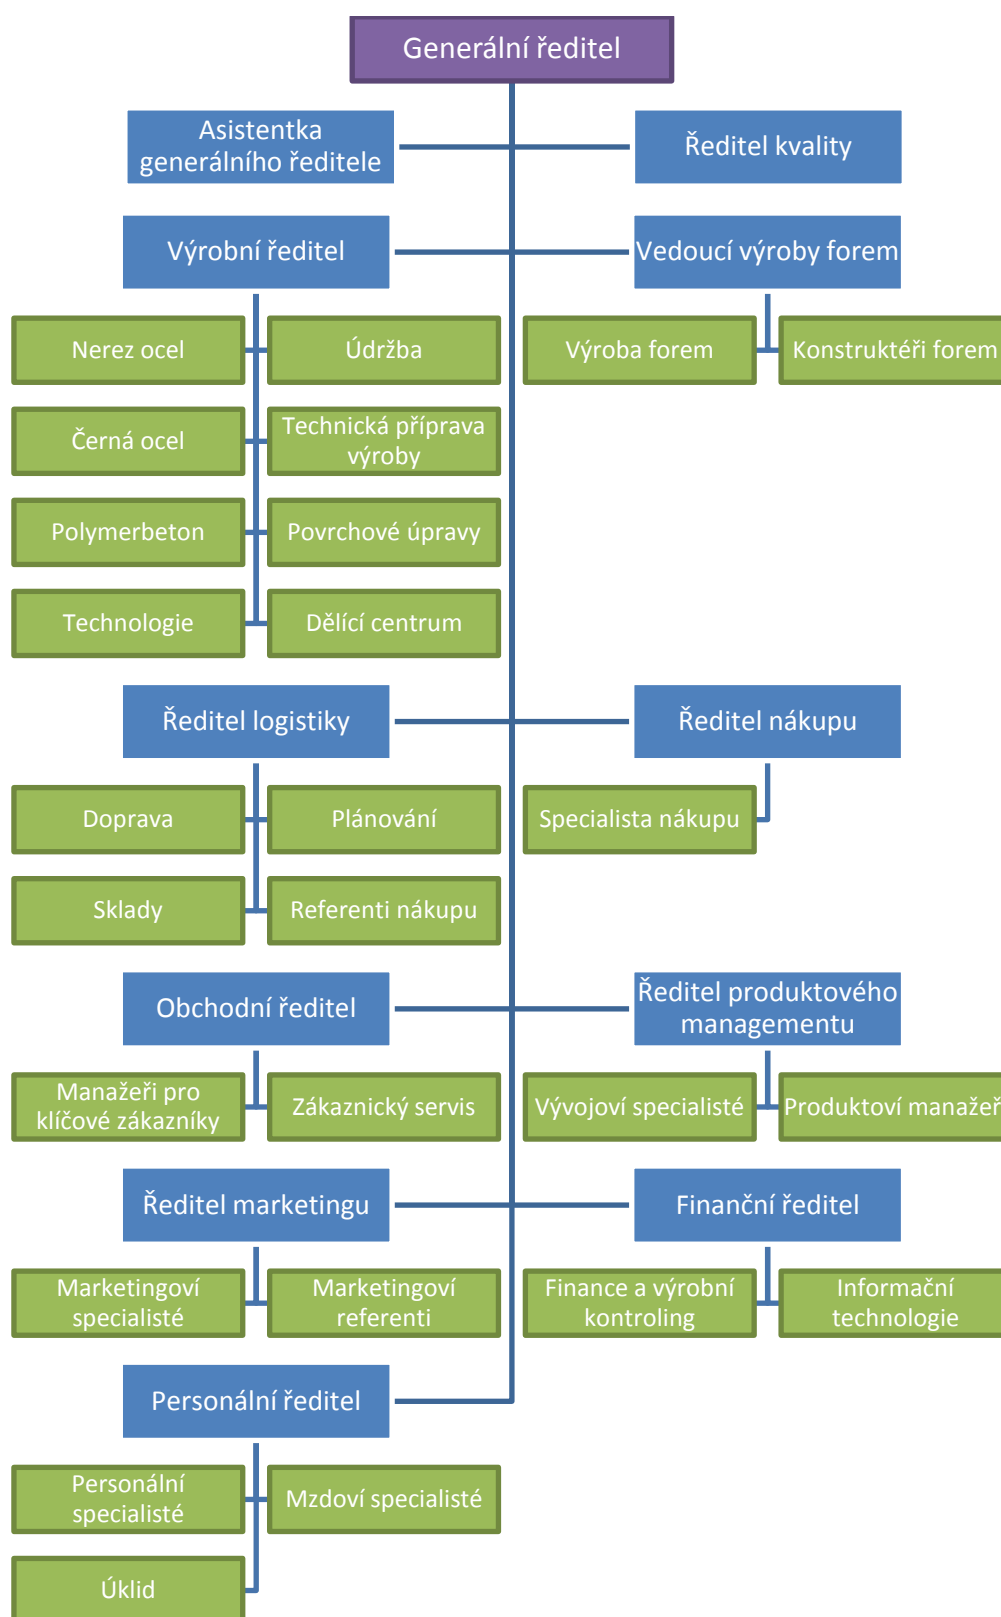 Generální ředitel
Asistentka
generálního ředitele
Ředitel kvality
Výrobní ředitel
Vedoucí výroby forem
Nerez ocel
Údržba
Výroba forem
Konstruktéři forem
Černá ocel
Technická příprava
výroby
Polymerbeton
Povrchové úpravy
Technologie
Dělící centrum
Ředitel logistiky
Ředitel nákupu
Doprava
Plánování
Specialista nákupu
Sklady
Referenti nákupu
Obchodní ředitel
Ředitel produktového
managementu
Manažeři pro
klíčové zákazníky
Zákaznický servis
Vývojoví specialisté
Produktoví manažeř
Ředitel marketingu
Finanční ředitel
Marketingoví
specialisté
Marketingoví
referenti
Finance a výrobní
kontroling
Informační
technologie
Personální ředitel
Personální
specialisté
Mzdoví specialisté
Úklid